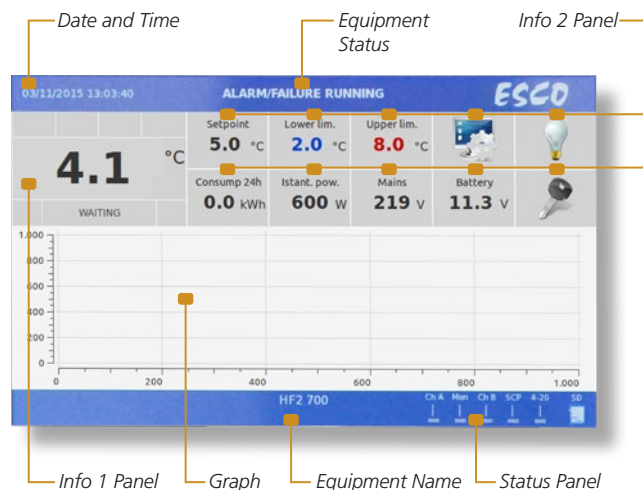 Date and Time
Equipment
Status
Info 2 Panel
03/11/2015 13:03:40
ALARM/FAILURE RUNNING
ESCO
4.1 °C
WAITING
Setpoint
5.0 °C
Lower lim.
2.0 °C
Upper lim.
8.0 °C
Consump 24h
0.0 kWh
Istant. pow.
600 W
Mains
219 V
Battery
11.3 V
1.000
800
600
400
200
0
0 200 400 600 800 1.000
HF2 700
Ch A Mon Ch B SCP 4-20 SD
Info 1 Panel
Graph
Equipment Name
Status Panel